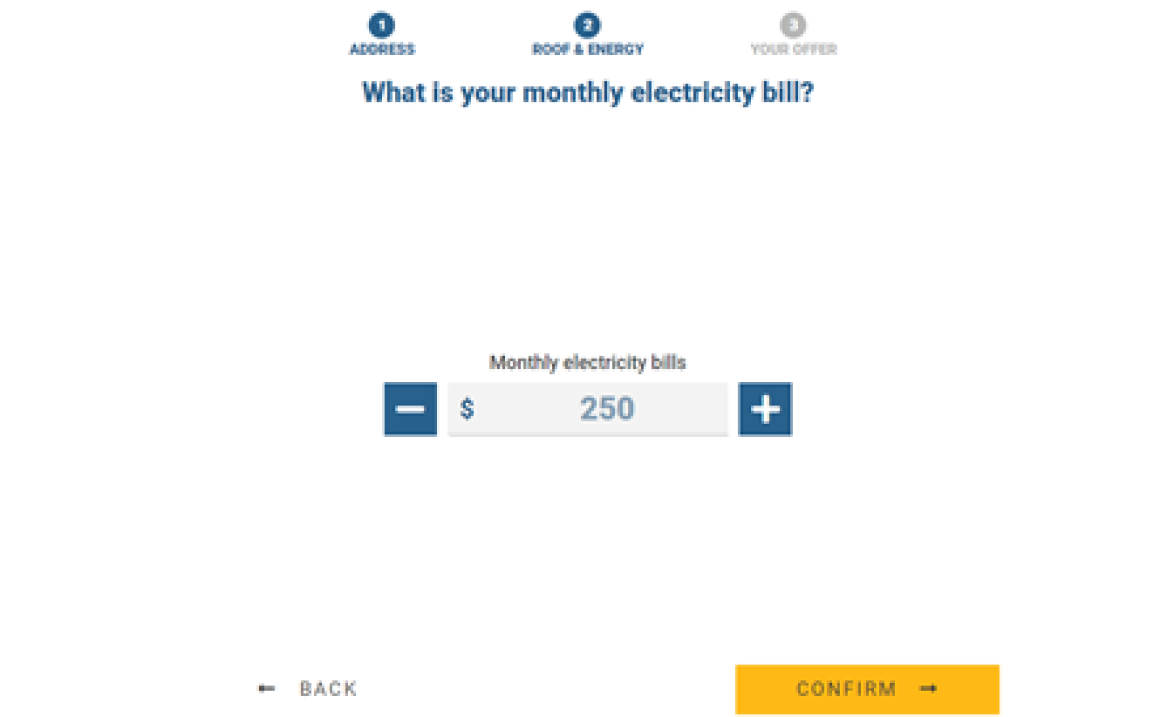 1 2 3
ADDRESS ROOF & ENERGY YOUR OFFER
What is your monthly electricity bill?
Monthly electricity bills
$ 250
BACK CONFIRM